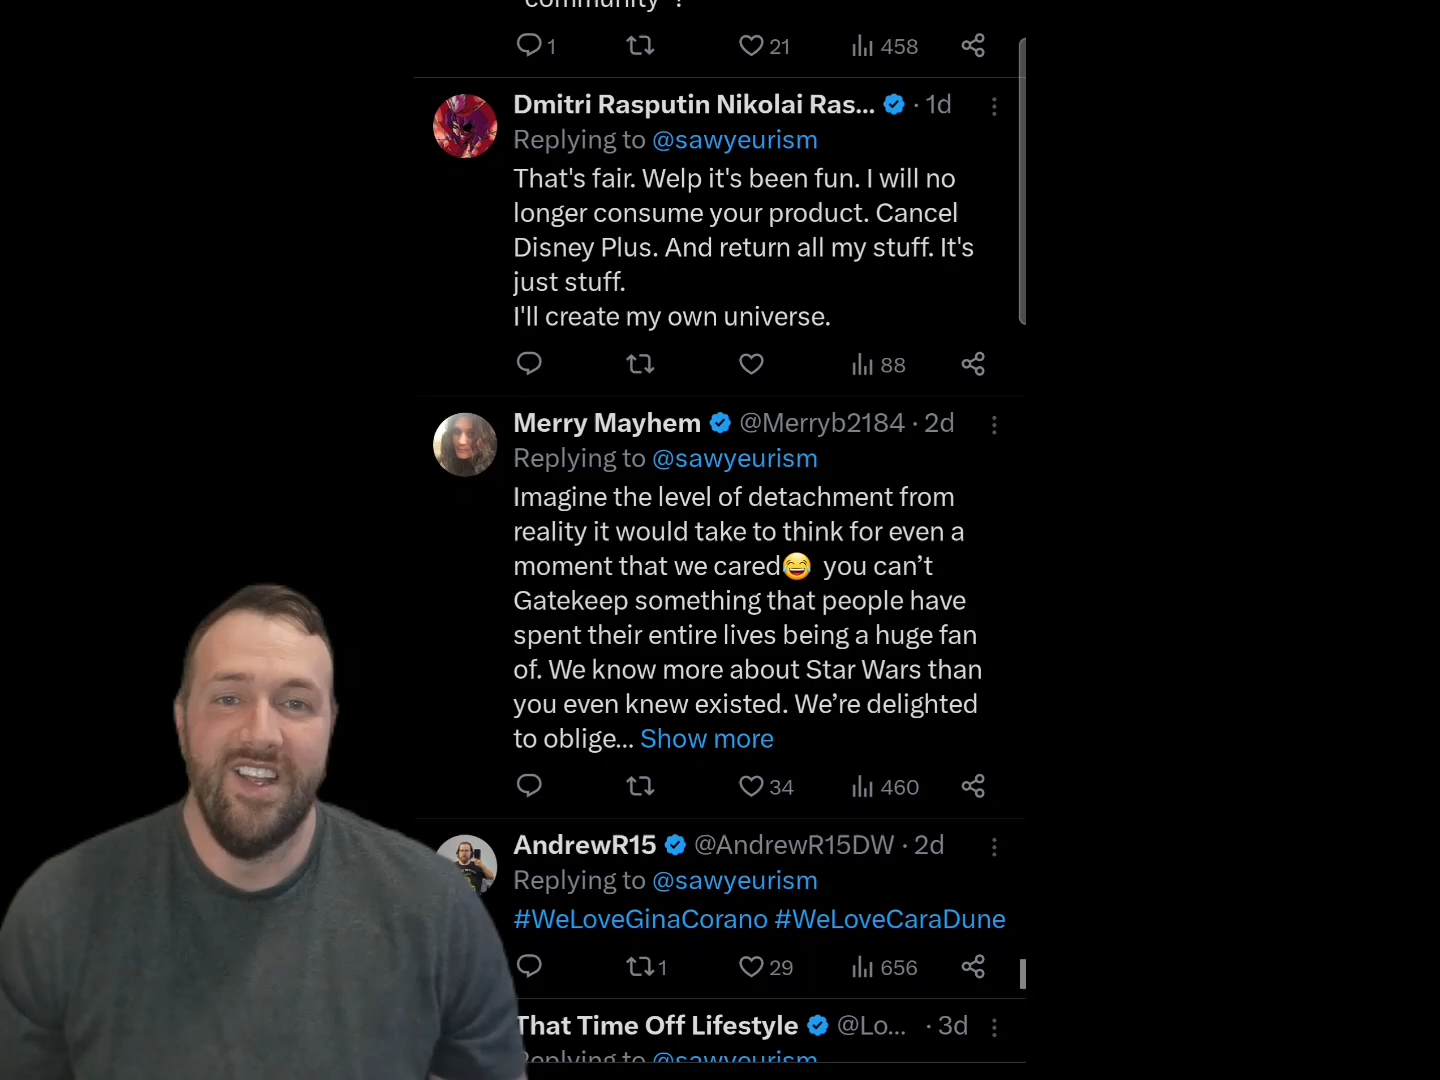 "community"?
1 21 458
Dmitri Rasputin Nikolai Ras... · 1d
Replying to @sawyeurism
That's fair. Welp it's been fun. I will no
longer consume your product. Cancel
Disney Plus. And return all my stuff. It's
just stuff.
I'll create my own universe.
88
Merry Mayhem @Merryb2184 · 2d
Replying to @sawyeurism
Imagine the level of detachment from
reality it would take to think for even a
moment that we cared😂 you can’t
Gatekeep something that people have
spent their entire lives being a huge fan
of. We know more about Star Wars than
you even knew existed. We’re delighted
to oblige... Show more
34 460
AndrewR15 @AndrewR15DW · 2d
Replying to @sawyeurism
#WeLoveGinaCorano #WeLoveCaraDune
1 29 656
That Time Off Lifestyle @Lo... · 3d
Replying to @sawyeurism